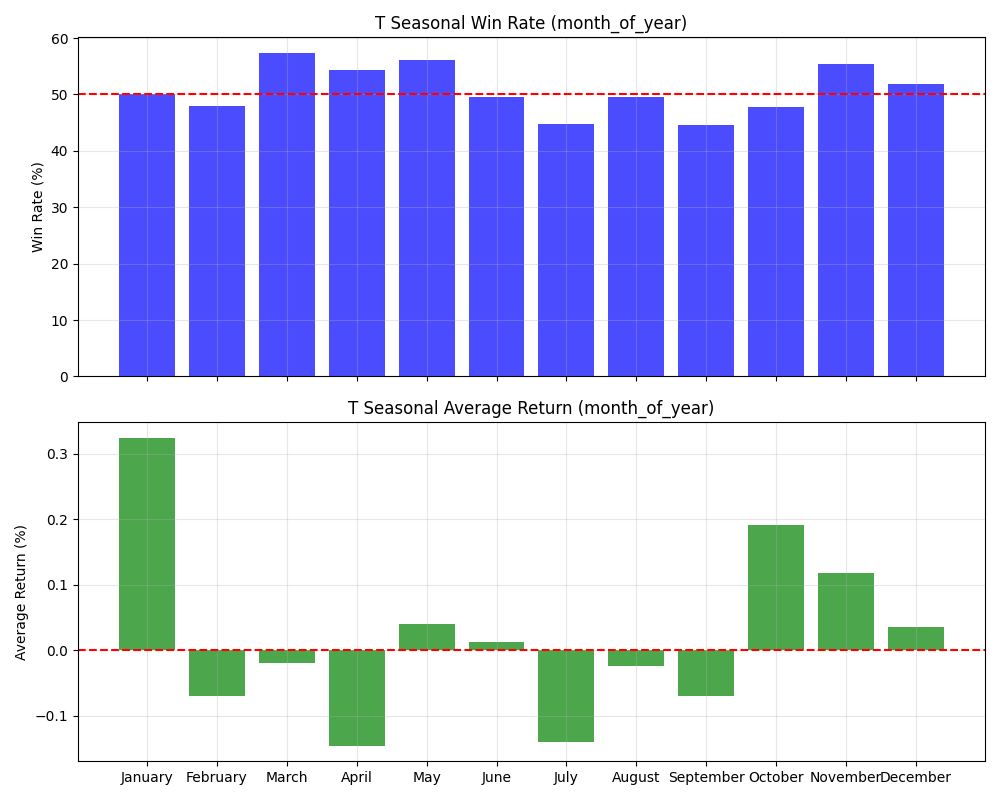 T Seasonal Win Rate (month_of_year)
60
50
40
30
20
10
0
Win Rate (%)
T Seasonal Average Return (month_of_year)
0.3
0.2
0.1
0.0
−0.1
Average Return (%)
January February March April May June July August September October November December